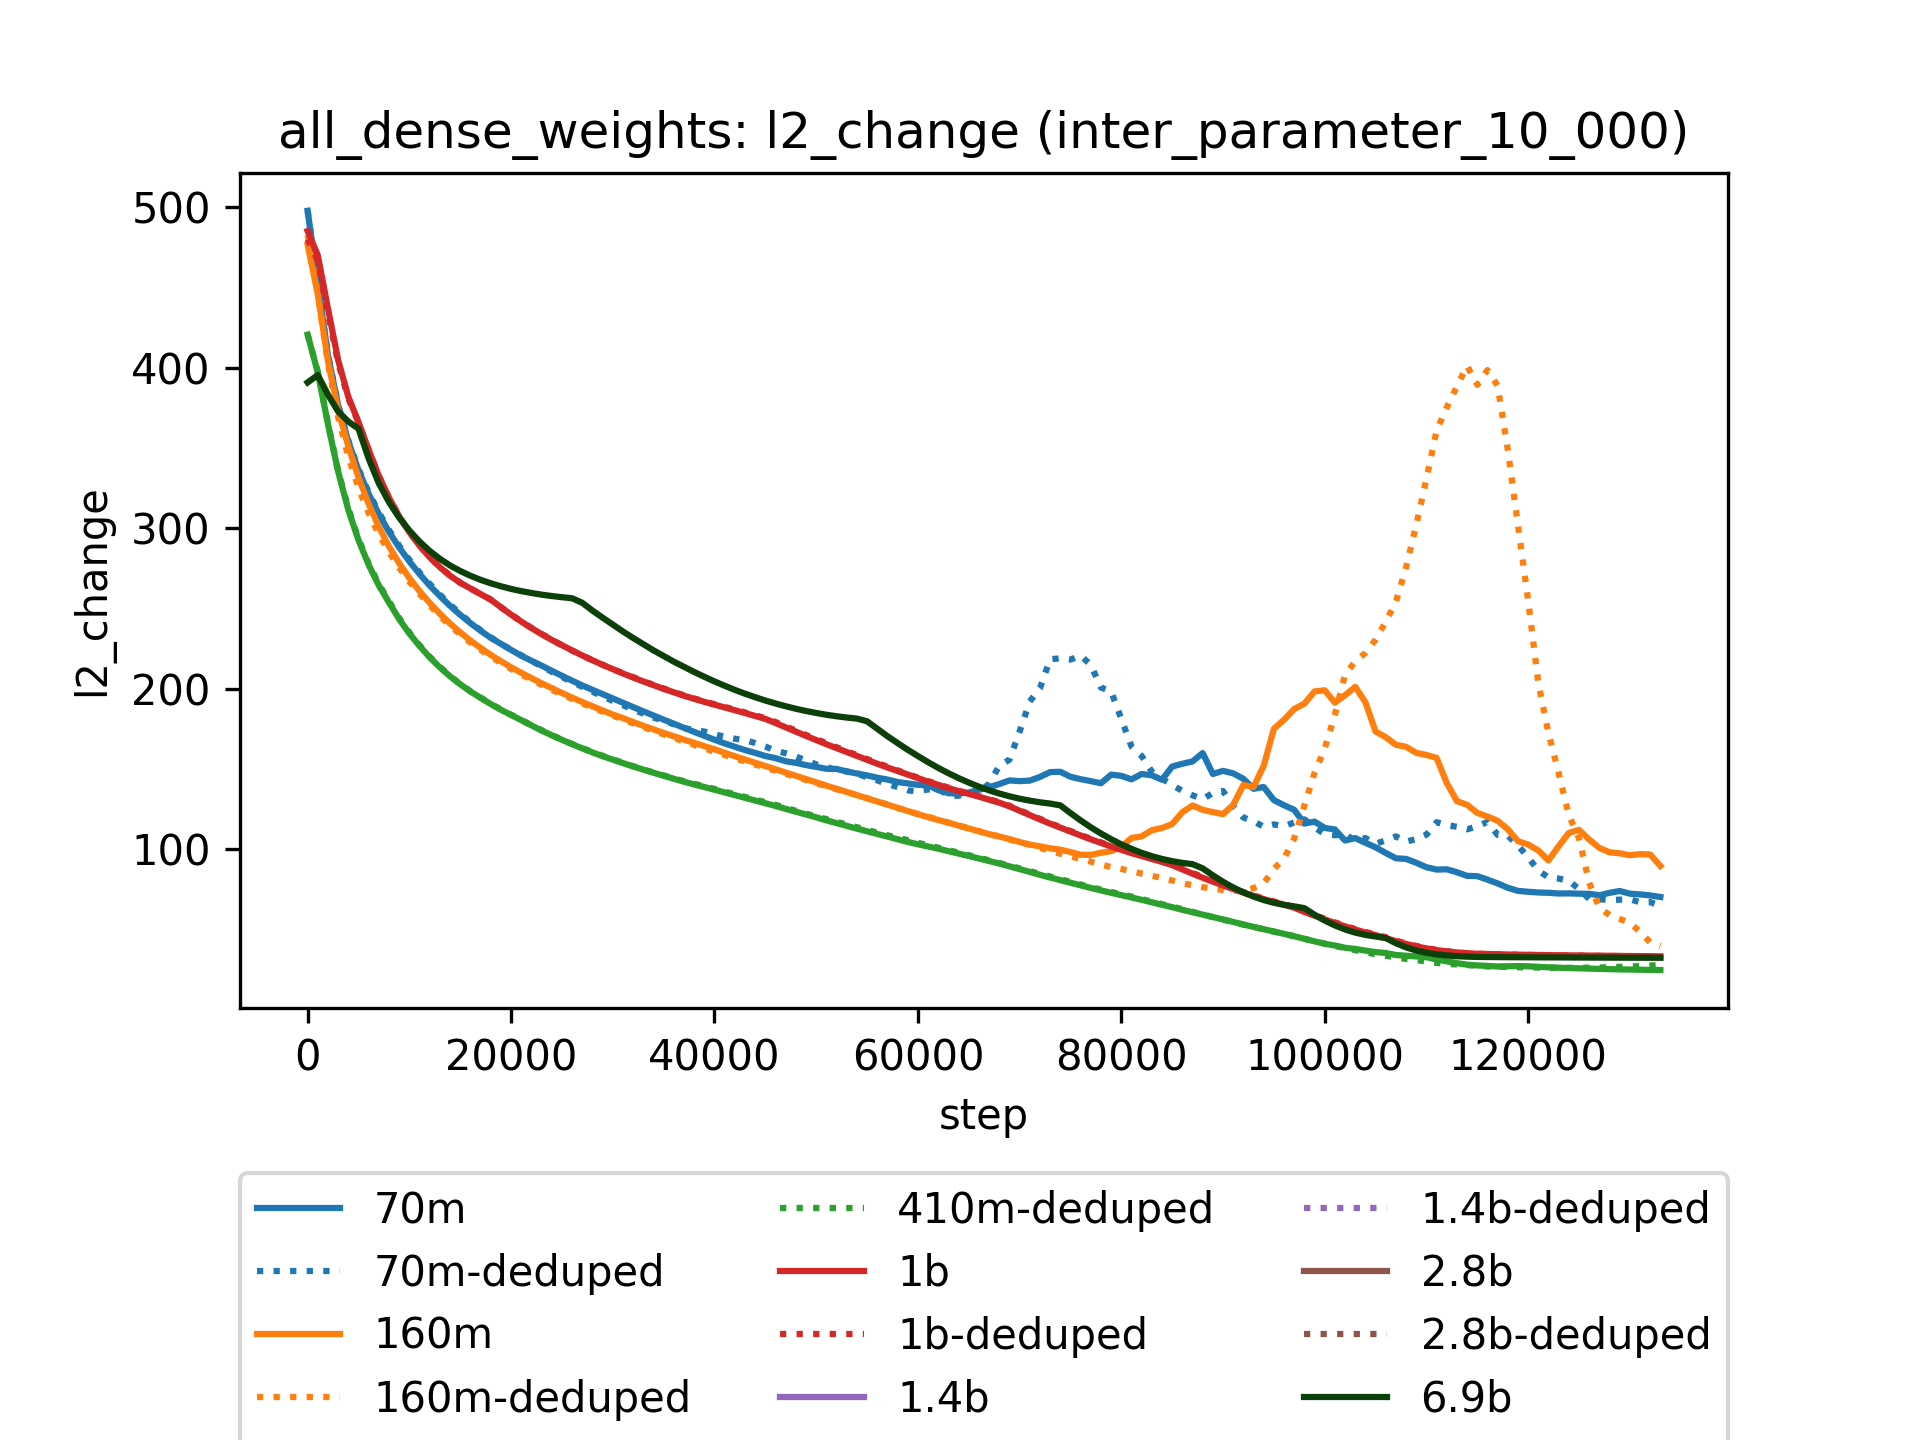 all_dense_weights: l2_change (inter_parameter_10_000)
500
400
300
200
100
l2_change
0 20000 40000 60000 80000 100000 120000
step
70m
70m-deduped
160m
160m-deduped
410m-deduped
1b
1b-deduped
1.4b
1.4b-deduped
2.8b
2.8b-deduped
6.9b